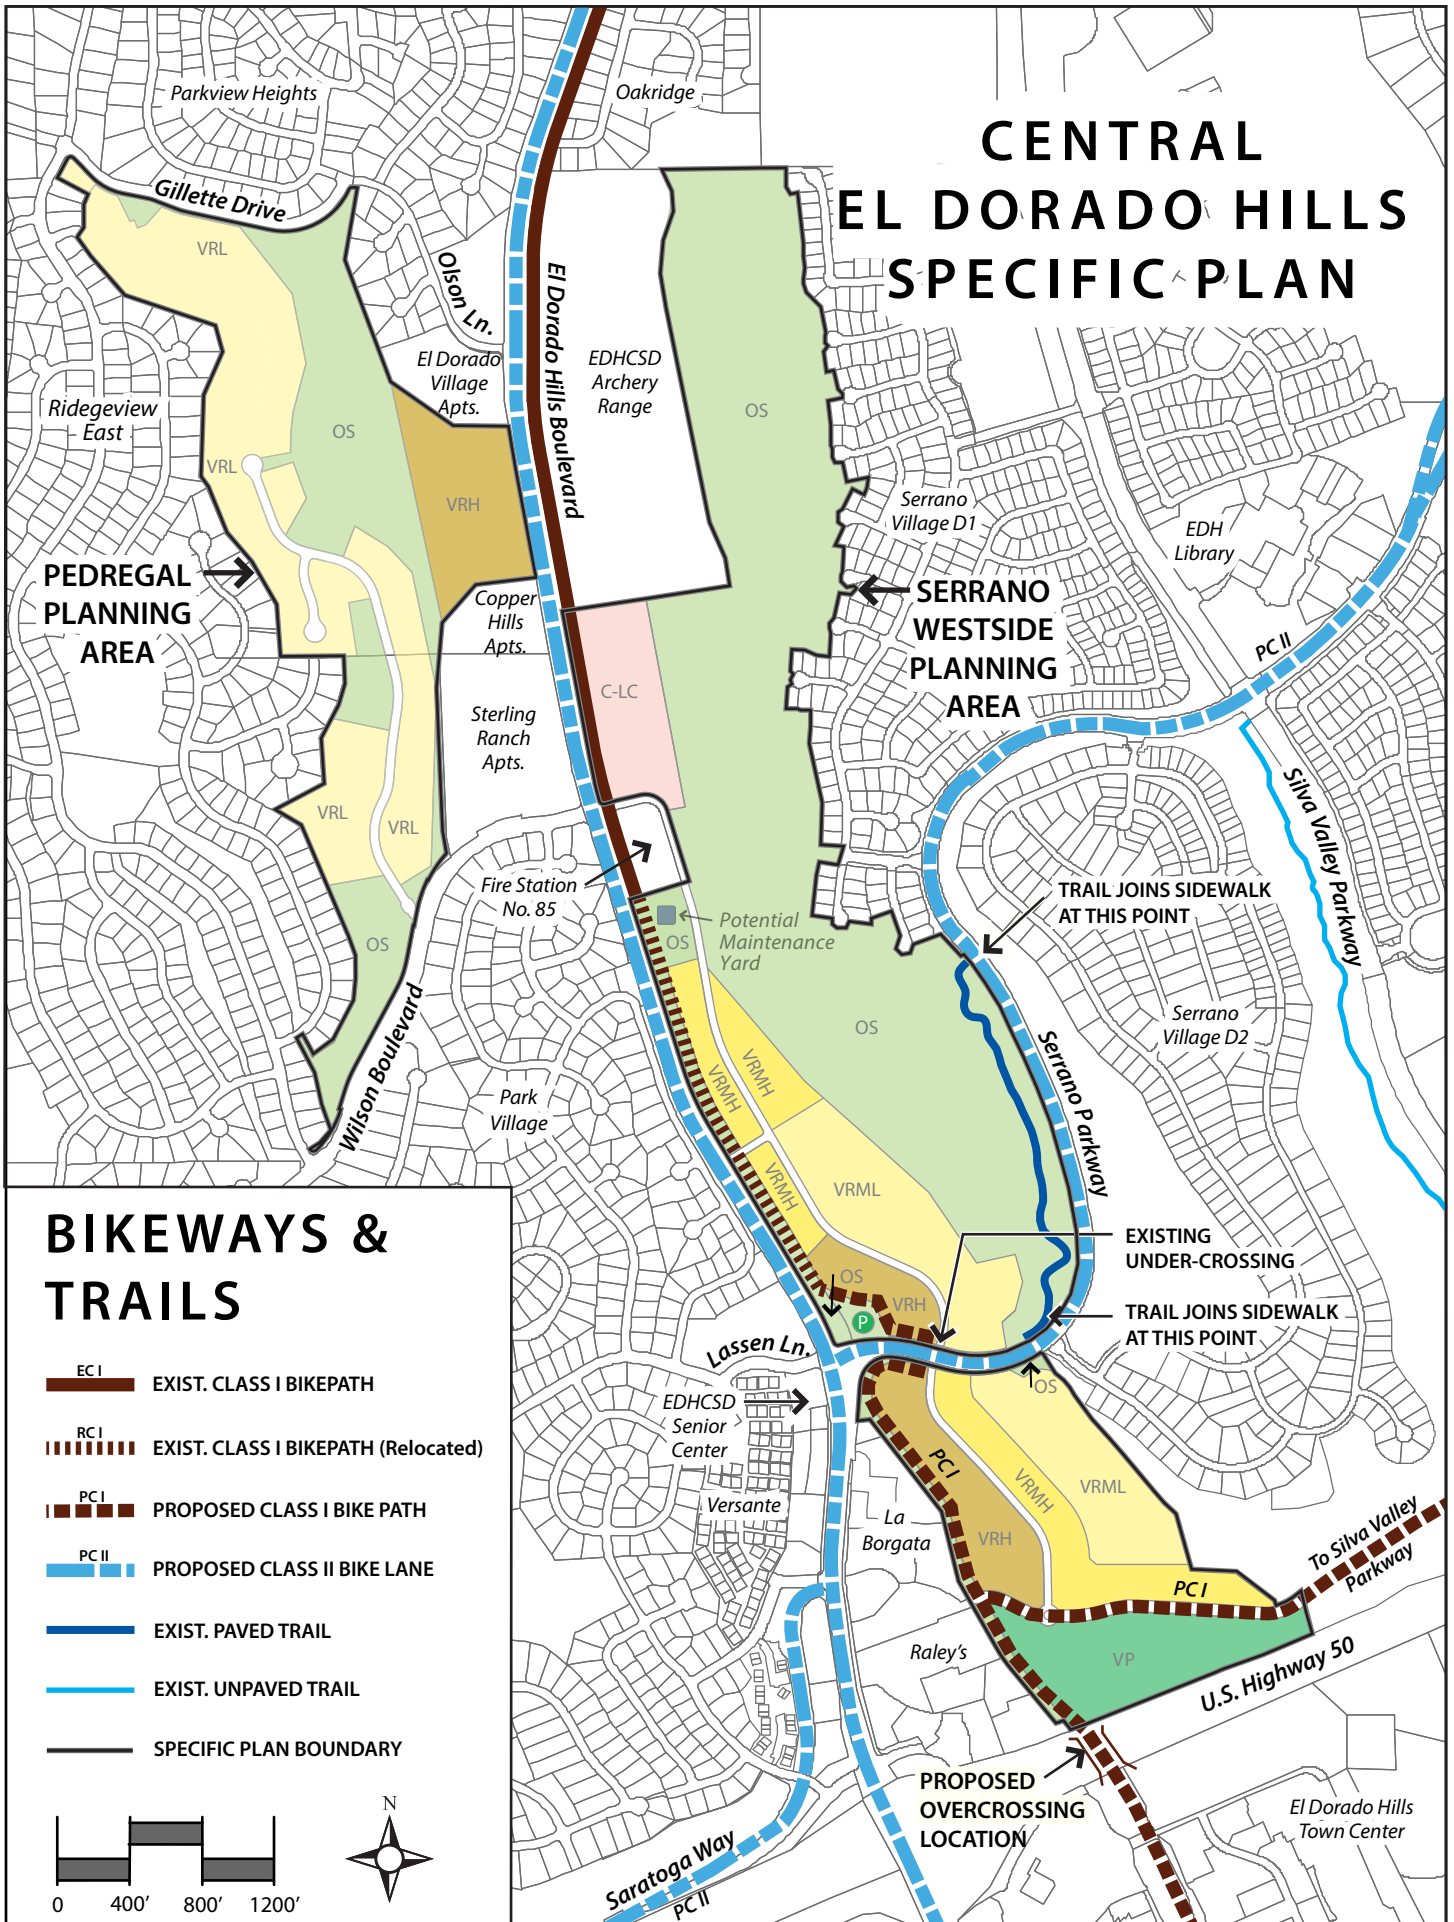 CENTRAL
EL DORADO HILLS
SPECIFIC PLAN
Parkview Heights
Oakridge
Gillette Drive
VRL
Olson Ln.
El Dorado Hills Boulevard
El Dorado
Village
Apts.
EDHCSD
Archery
Range
OS
Ridegeview
East
OS
VRL
VRH
Serrano
Village D1
EDH
Library
PEDREGAL
PLANNING
AREA
SERRANO
WESTSIDE
PLANNING
AREA
Copper
Hills
Apts.
PC II
C-LC
Sterling
Ranch
Apts.
Silva Valley Parkway
VRL
VRL
Fire Station
No. 85
TRAIL JOINS SIDEWALK
AT THIS POINT
Potential
Maintenance
Yard
OS
OS
OS
Serrano
Village D2
Wilson Boulevard
Serrano Parkway
VRMH
VRMH
Park
Village
VRMH
VRML
EXISTING
UNDER-CROSSING
OS
VRH
P
TRAIL JOINS SIDEWALK
AT THIS POINT
Lassen Ln.
OS
EDHCSD
Senior
Center
PC I
VRMH
VRML
Versante
La
Borgata
VRH
To Silva Valley
Parkway
PC I
Raley's
VP
U.S. Highway 50
PROPOSED
OVERCROSSING
LOCATION
El Dorado Hills
Town Center
Saratoga Way
PC II
BIKEWAYS &
TRAILS
EC I
EXIST. CLASS I BIKEPATH
RC I
EXIST. CLASS I BIKEPATH (Relocated)
PC I
PROPOSED CLASS I BIKE PATH
PC II
PROPOSED CLASS II BIKE LANE
EXIST. PAVED TRAIL
EXIST. UNPAVED TRAIL
SPECIFIC PLAN BOUNDARY
N
0 400' 800' 1200'